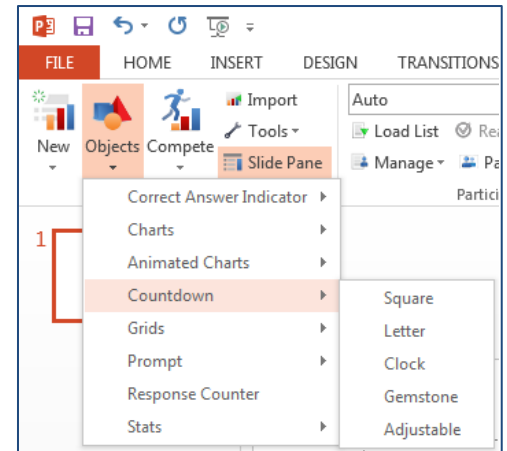 FILE HOME INSERT DESIGN TRANSITIONS
New
Objects
Compete
Import
Tools
Slide Pane
Auto
Load List
Manage
Partici
1
Correct Answer Indicator
Charts
Animated Charts
Countdown
Grids
Prompt
Response Counter
Stats
Square
Letter
Clock
Gemstone
Adjustable